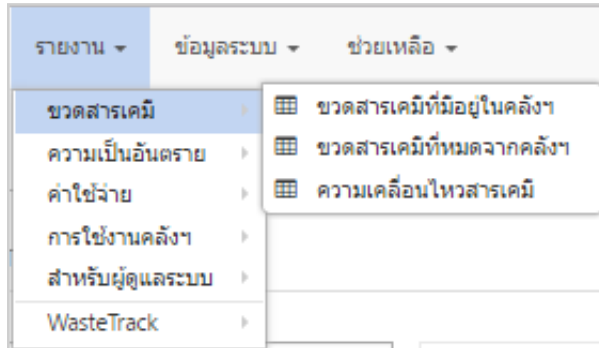 รายงาน ข้อมูลระบบ ช่วยเหลือ
ขวดสารเคมี
ความเป็นอันตราย
ค่าใช้จ่าย
การใช้งานคลังฯ
สำหรับผู้ดูแลระบบ
WasteTrack
ขวดสารเคมีที่มีอยู่ในคลังฯ
ขวดสารเคมีที่หมดจากคลังฯ
ความเคลื่อนไหวสารเคมี